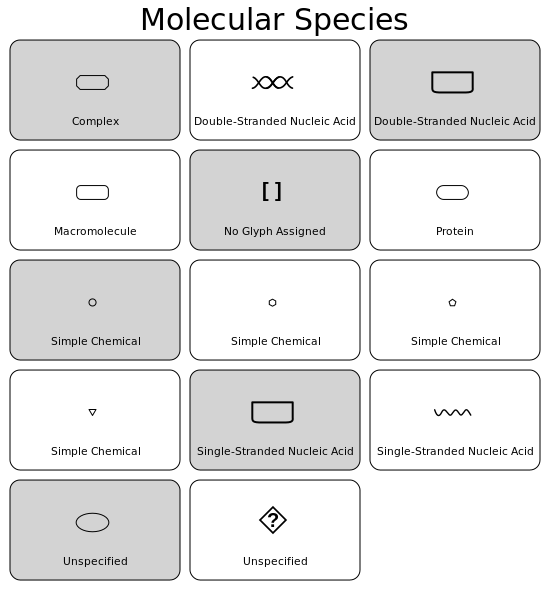 Molecular Species
Complex
Double-Stranded Nucleic Acid
Double-Stranded Nucleic Acid
Macromolecule
[ ]
No Glyph Assigned
Protein
Simple Chemical
Simple Chemical
Simple Chemical
Simple Chemical
Single-Stranded Nucleic Acid
Single-Stranded Nucleic Acid
Unspecified
?
Unspecified